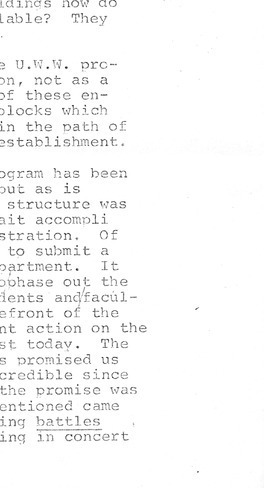 ldings how do
lable? They
.
e U.W.W. pro-
on, not as a
of these en-
blocks which
in the path of
establishment.
ogram has been
out as is
structure was
ait accompli
stration. Of
to submit a
partment. It
ophase out the
dents and/facul-
efront of the
nt action on the
st today. The
s promised us
credible since
the promise was
entioned came
ing battles
ing in concert